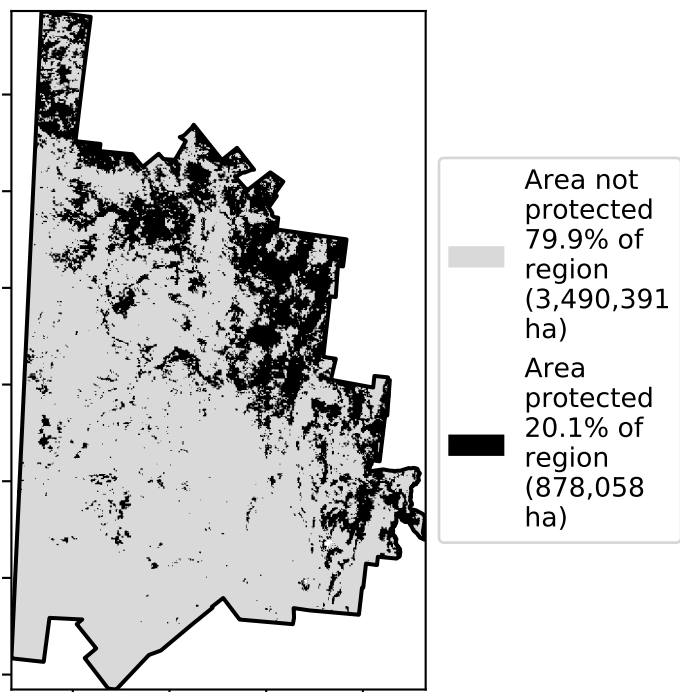 Area not
protected
79.9% of
region
(3,490,391
ha)
Area
protected
20.1% of
region
(878,058
ha)